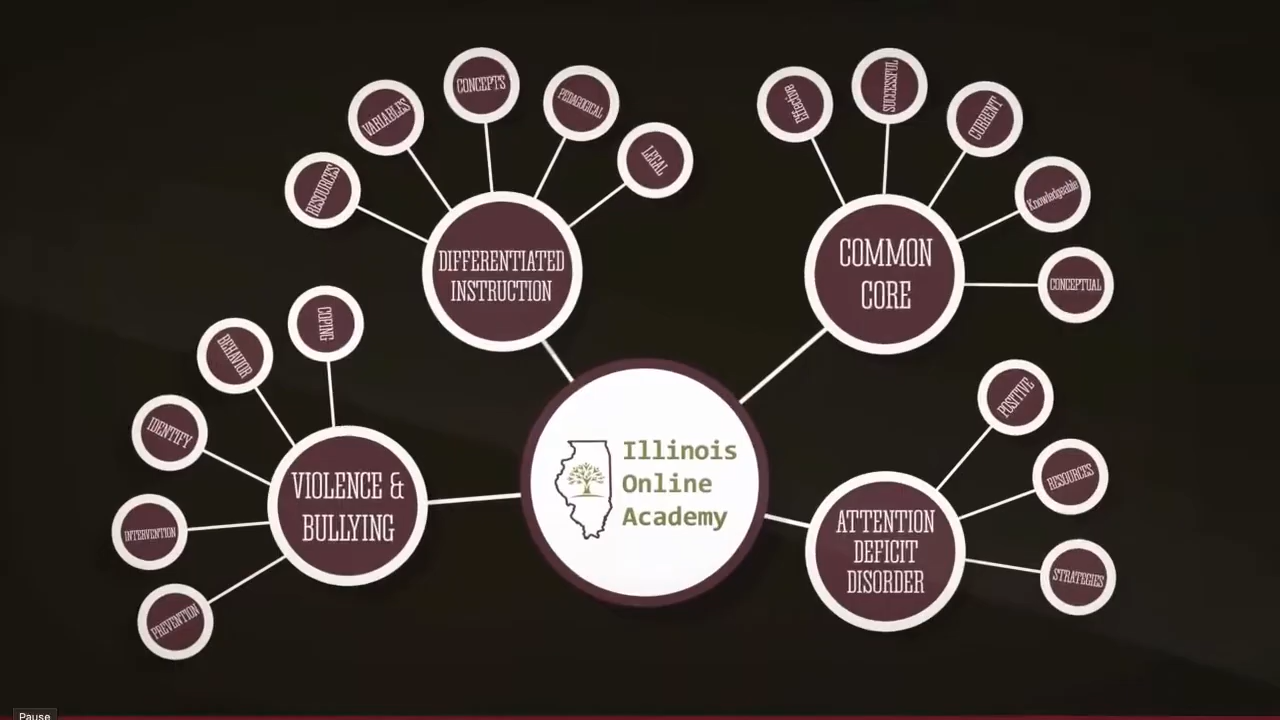 CONCEPTS
PEDAGOGICAL
VARIABLES
LEGAL
RESOURCES
DIFFERENTIATED
INSTRUCTION
Effective
SUCCESSFUL
CURRENT
Knowledgeable
CONCEPTUAL
COMMON
CORE
COPING
BEHAVIOR
IDENTIFY
INTERVENTION
PREVENTION
VIOLENCE &
BULLYING
Illinois
Online
Academy
POSITIVE
RESOURCES
STRATEGIES
ATTENTION
DEFICIT
DISORDER
Pause